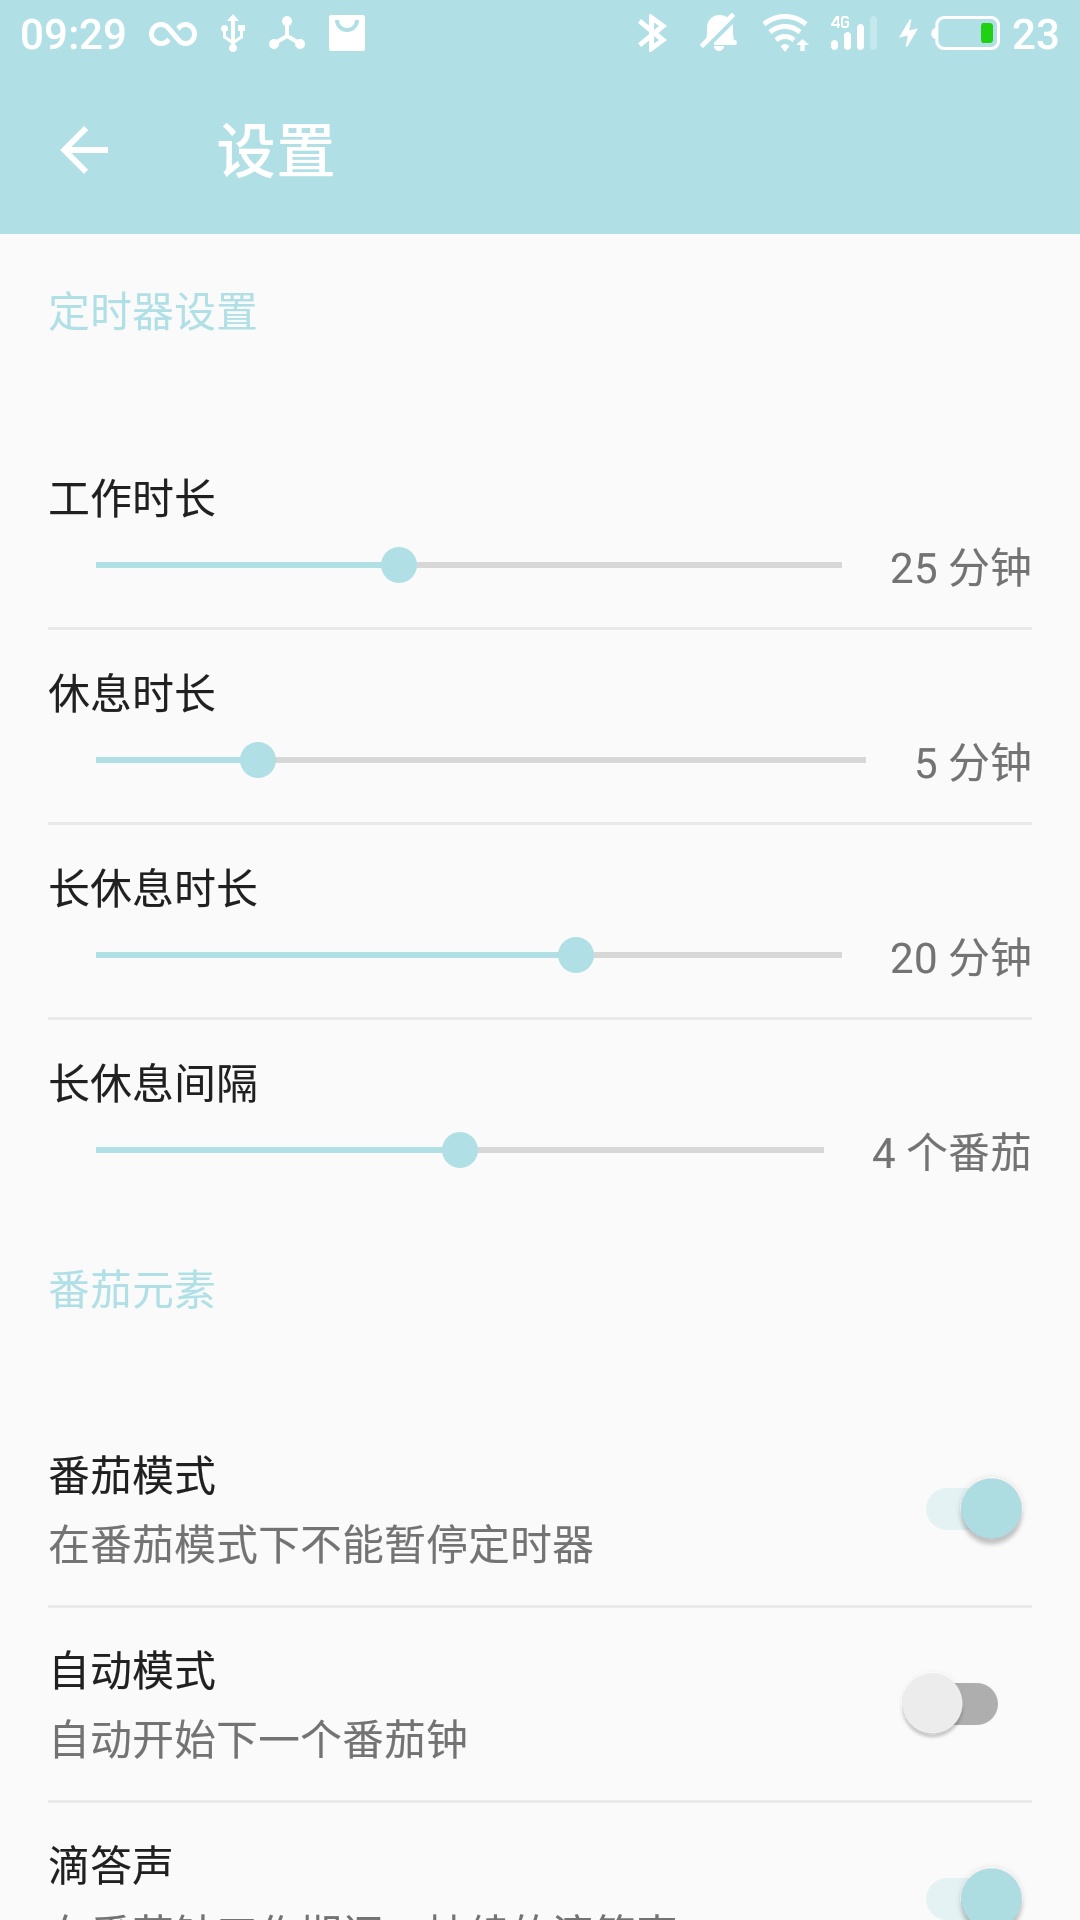 09:29 4G 23
设置
定时器设置
工作时长
25 分钟
休息时长
5 分钟
长休息时长
20 分钟
长休息间隔
4 个番茄
番茄元素
番茄模式
在番茄模式下不能暂停定时器
自动模式
自动开始下一个番茄钟
滴答声